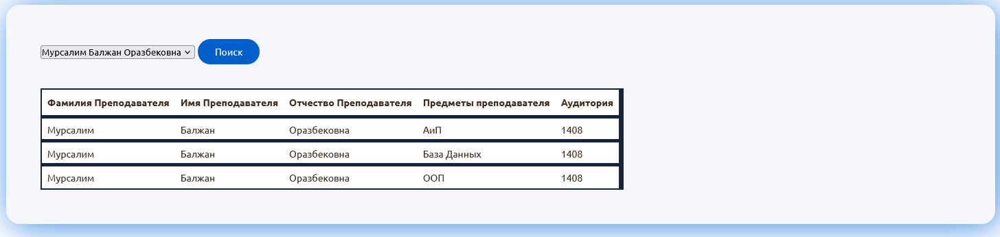 Мурсалим Балжан Оразбековна Поиск
Фамилия Преподавателя Имя Преподавателя Отчество Преподавателя Предметы преподавателя Аудитория
Мурсалим Балжан Оразбековна АиП 1408
Мурсалим Балжан Оразбековна База Данных 1408
Мурсалим Балжан Оразбековна ООП 1408